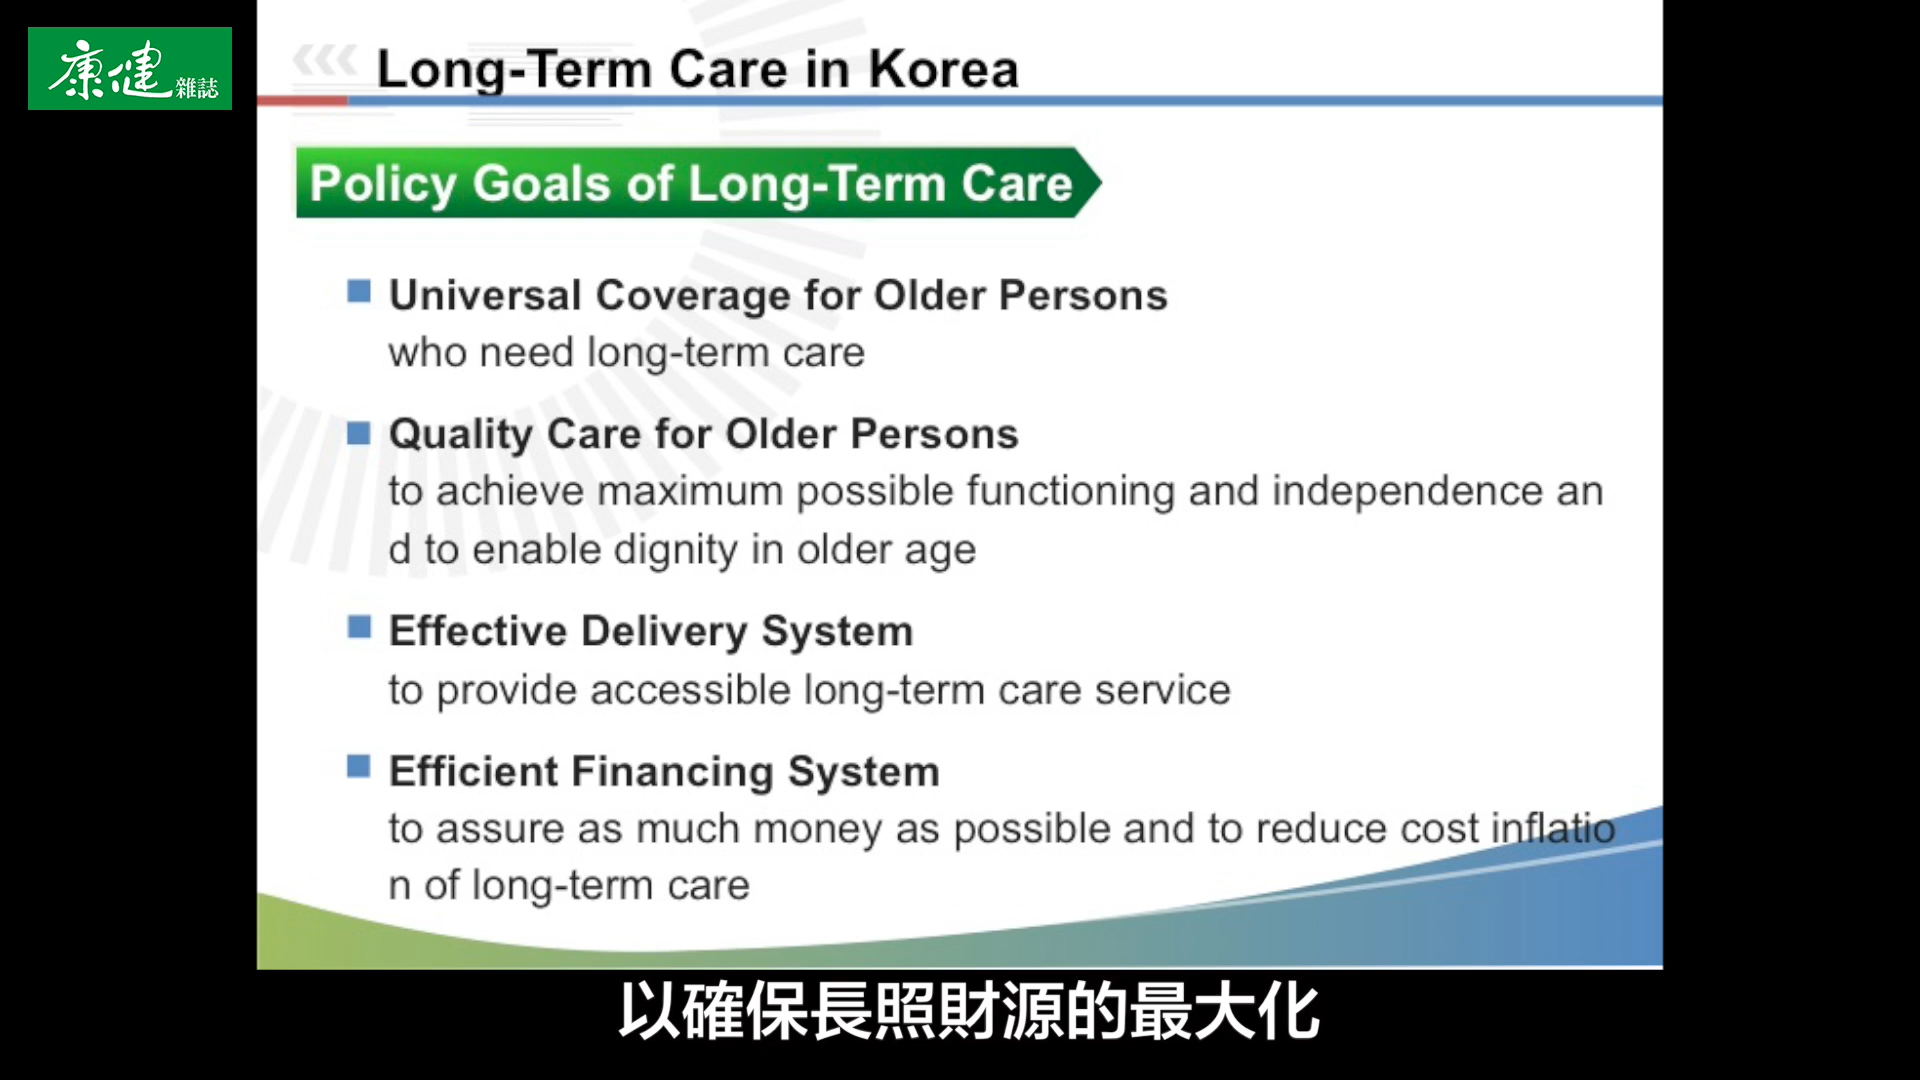 康健雜誌
Long-Term Care in Korea
Policy Goals of Long-Term Care
Universal Coverage for Older Persons
who need long-term care
Quality Care for Older Persons
to achieve maximum possible functioning and independence an
d to enable dignity in older age
Effective Delivery System
to provide accessible long-term care service
Efficient Financing System
to assure as much money as possible and to reduce cost inflatio
n of long-term care
以確保長照財源的最大化